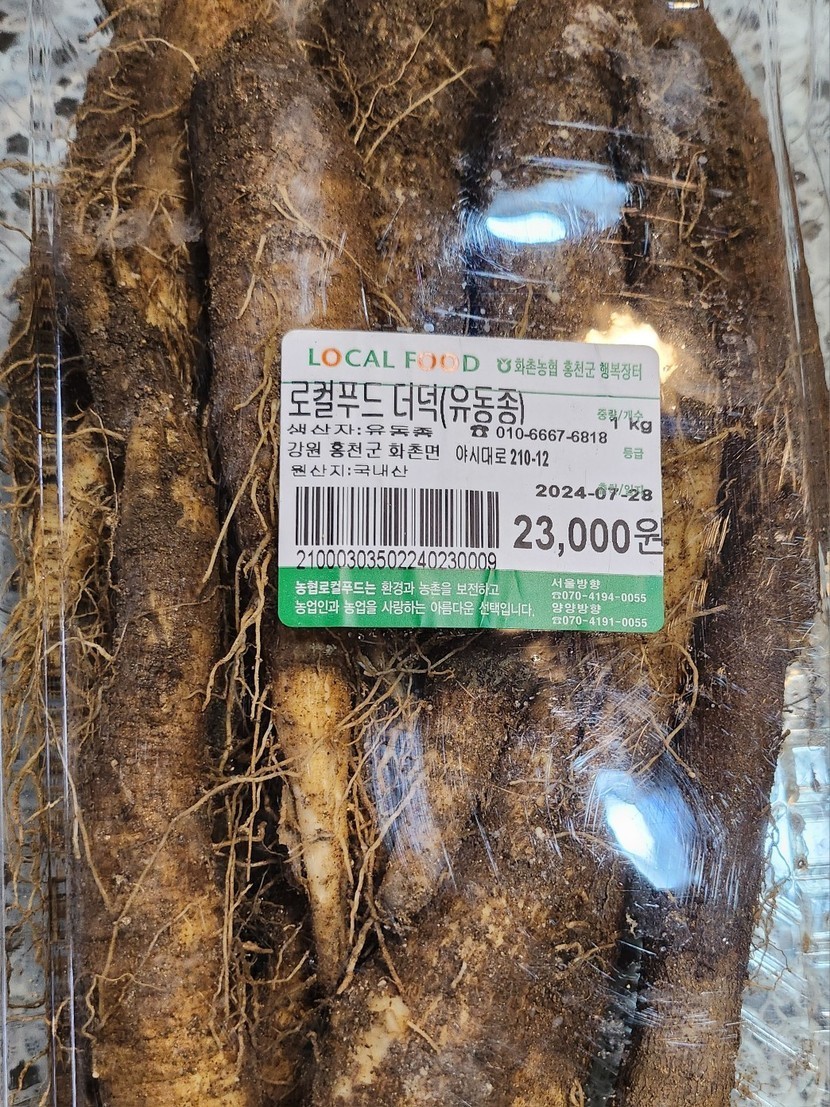 LOCAL FOOD 화촌농협 홍천군 행복장터
로컬푸드 더덕(유동종)
중량/개수
1 kg
생산자:유동종 ☎ 010-6667-6818
강원 홍천군 화촌면 야시대로 210-12
등급
원산지:국내산
2024-07-28
23,000원
21000303502240230009
농협로컬푸드는 환경과 농촌을 보전하고
농업인과 농업을 사랑하는 아름다운 선택입니다.
서울방향
☎070-4194-0055
양양방향
☎070-4191-0055